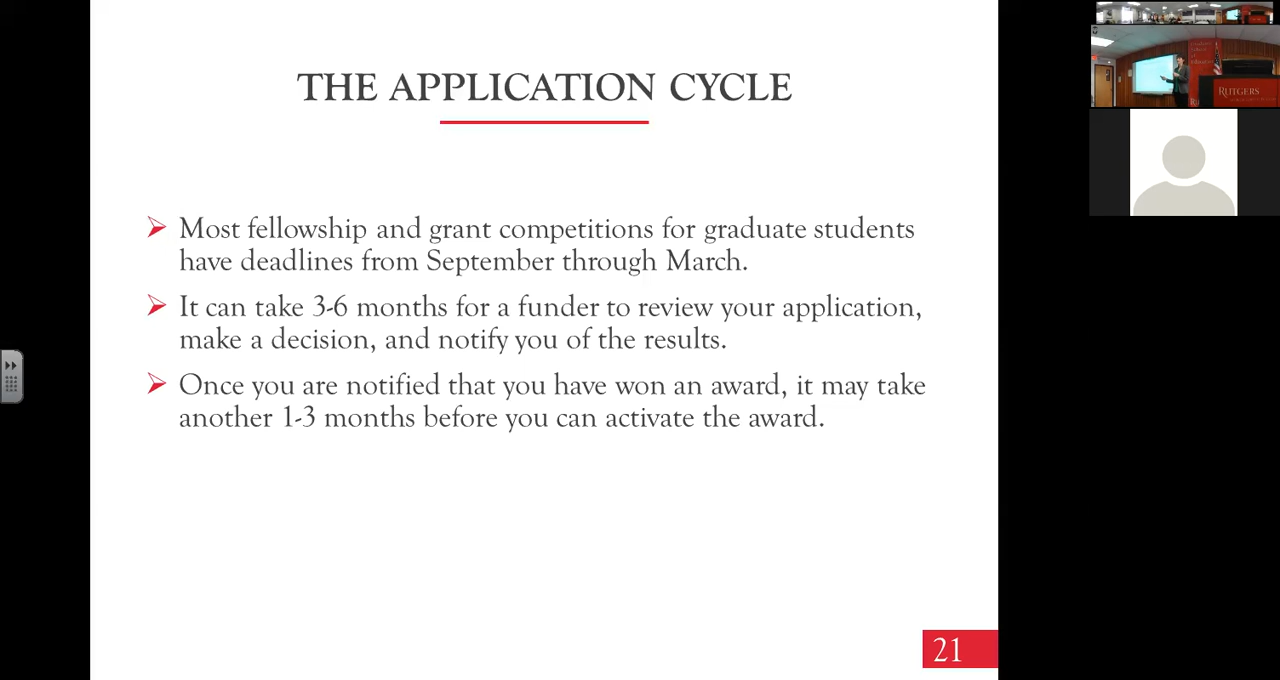 THE APPLICATION CYCLE
Most fellowship and grant competitions for graduate students
have deadlines from September through March.
It can take 3-6 months for a funder to review your application,
make a decision, and notify you of the results.
Once you are notified that you have won an award, it may take
another 1-3 months before you can activate the award.
21
RUTGERS